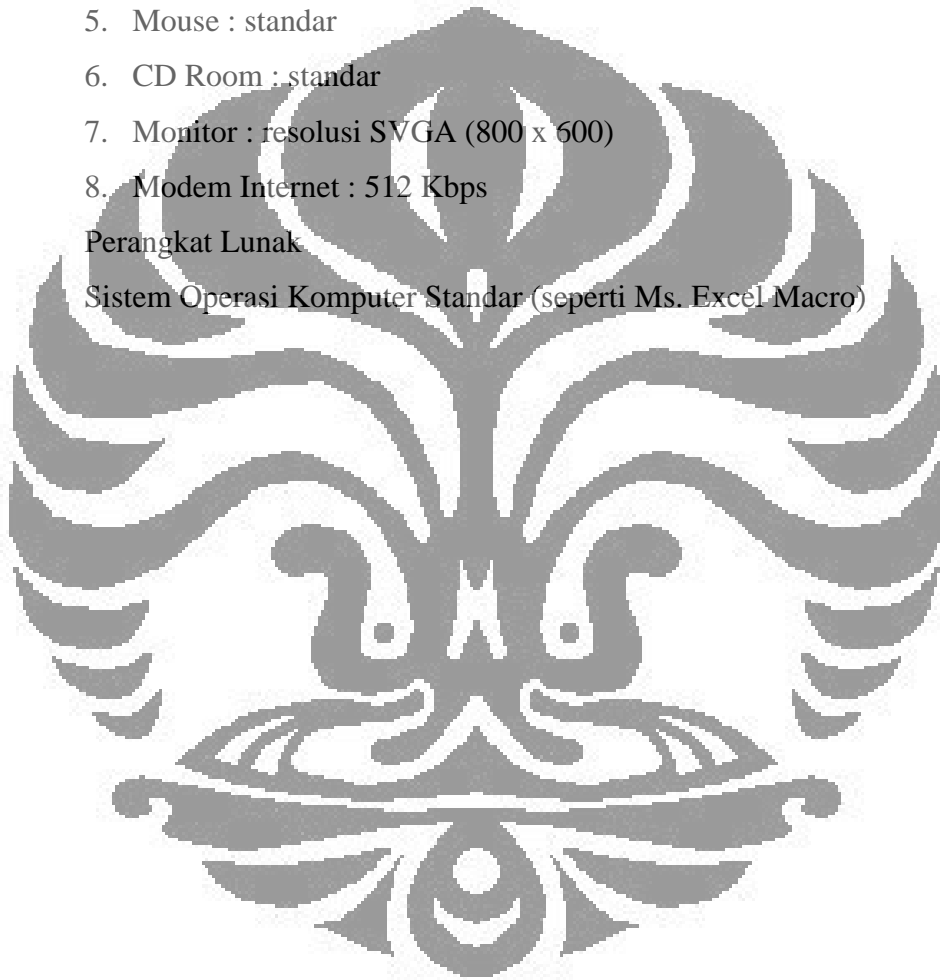 5. Mouse : standar
6. CD Room : standar
7. Monitor : resolusi SVGA (800 x 600)
8. Modem Internet : 512 Kbps
Perangkat Lunak
Sistem Operasi Komputer Standar (seperti Ms. Excel Macro)